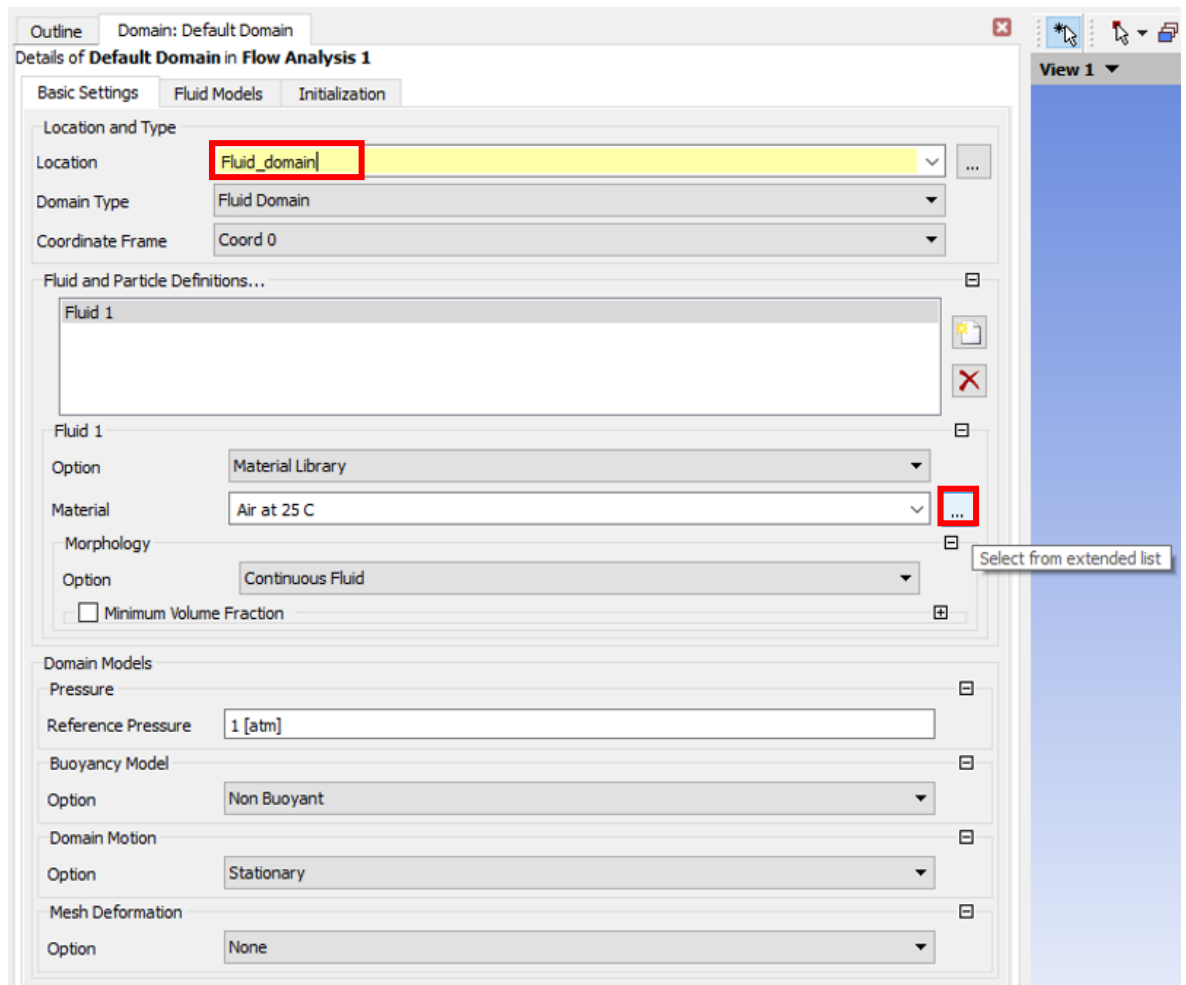 Outline Domain: Default Domain
Details of Default Domain in Flow Analysis 1
View 1
Basic Settings Fluid Models Initialization
Location and Type
Location Fluid_domain ...
Domain Type Fluid Domain
Coordinate Frame Coord 0
Fluid and Particle Definitions...
Fluid 1
Fluid 1
Option Material Library
Material Air at 25 C ...
Morphology
Select from extended list
Option Continuous Fluid
Minimum Volume Fraction
Domain Models
Pressure
Reference Pressure 1 [atm]
Buoyancy Model
Option Non Buoyant
Domain Motion
Option Stationary
Mesh Deformation
Option None